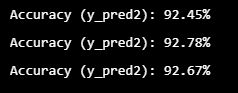 Accuracy (y_pred2): 92.45%
Accuracy (y_pred2): 92.78%
Accuracy (y_pred2): 92.67%